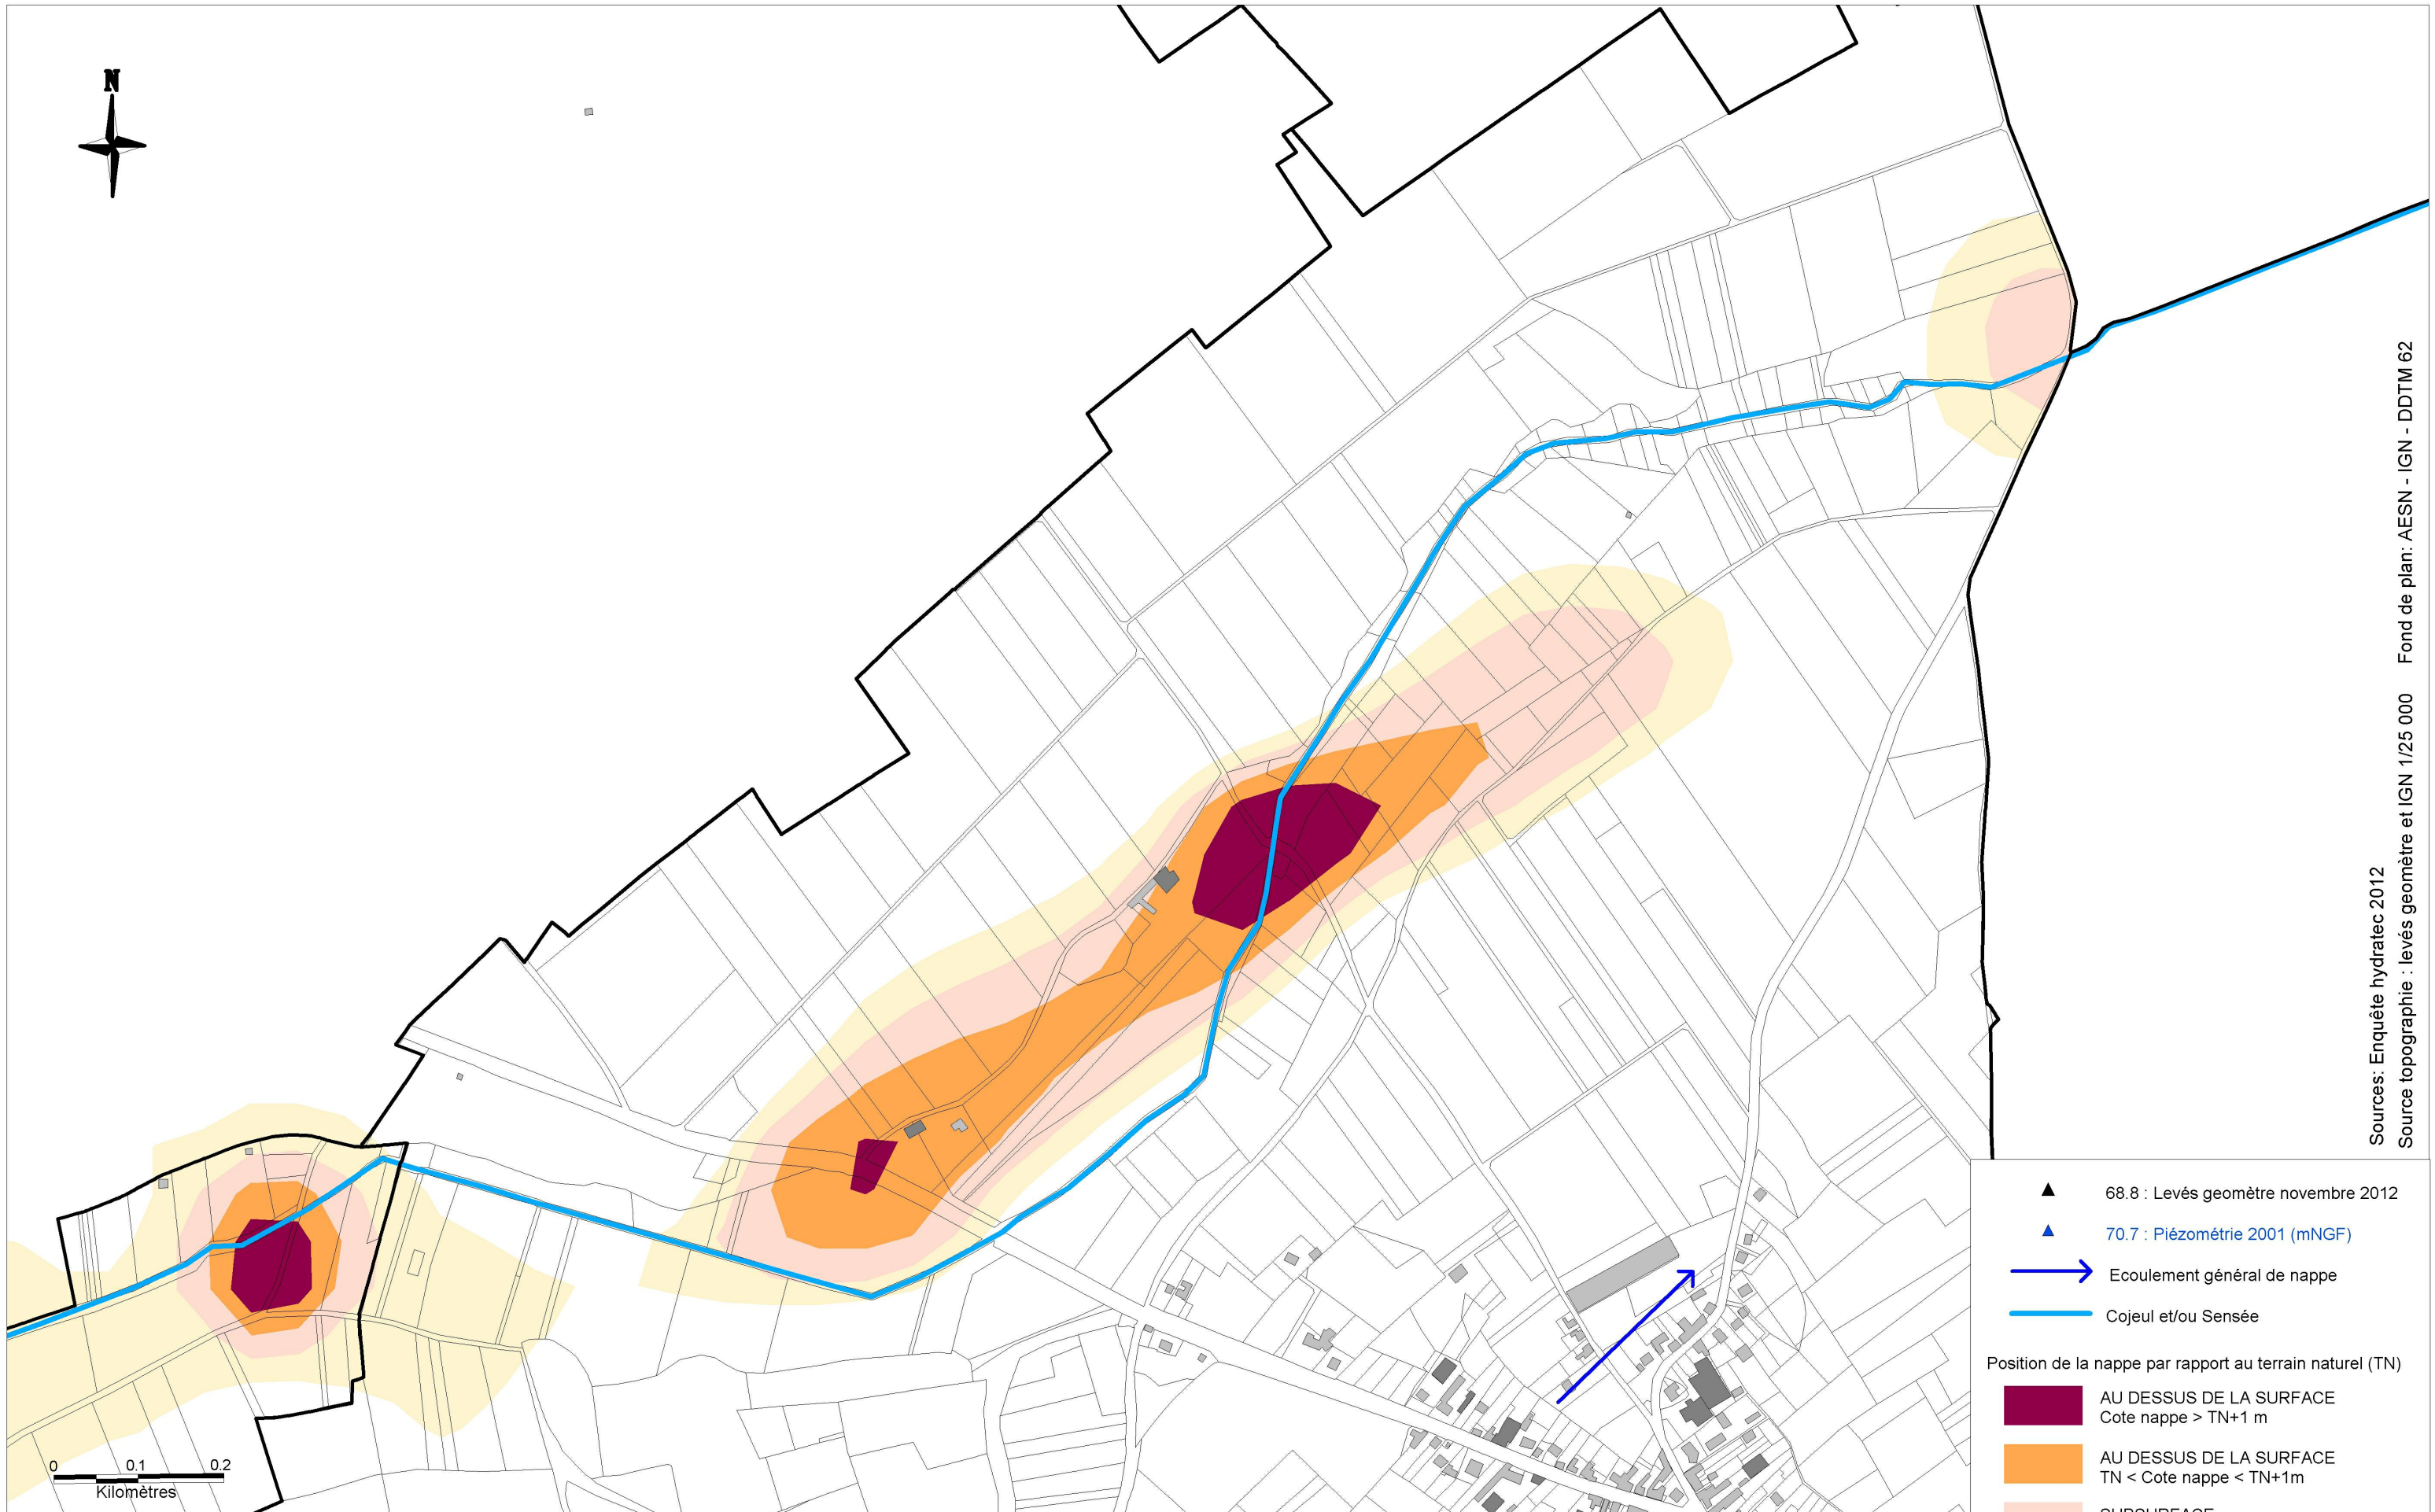 N
Sources: Enquête hydratec 2012
Source topographie : levés geomètre et IGN 1/25 000 Fond de plan: AESN - IGN - DDTM 62
68.8 : Levés geomètre novembre 2012
70.7 : Piézométrie 2001 (mNGF)
Ecoulement général de nappe
Cojeul et/ou Sensée
Position de la nappe par rapport au terrain naturel (TN)
AU DESSUS DE LA SURFACE
Cote nappe > TN+1 m
AU DESSUS DE LA SURFACE
TN < Cote nappe < TN+1m
SUBSURFACE
0 0.1 0.2
Kilomètres